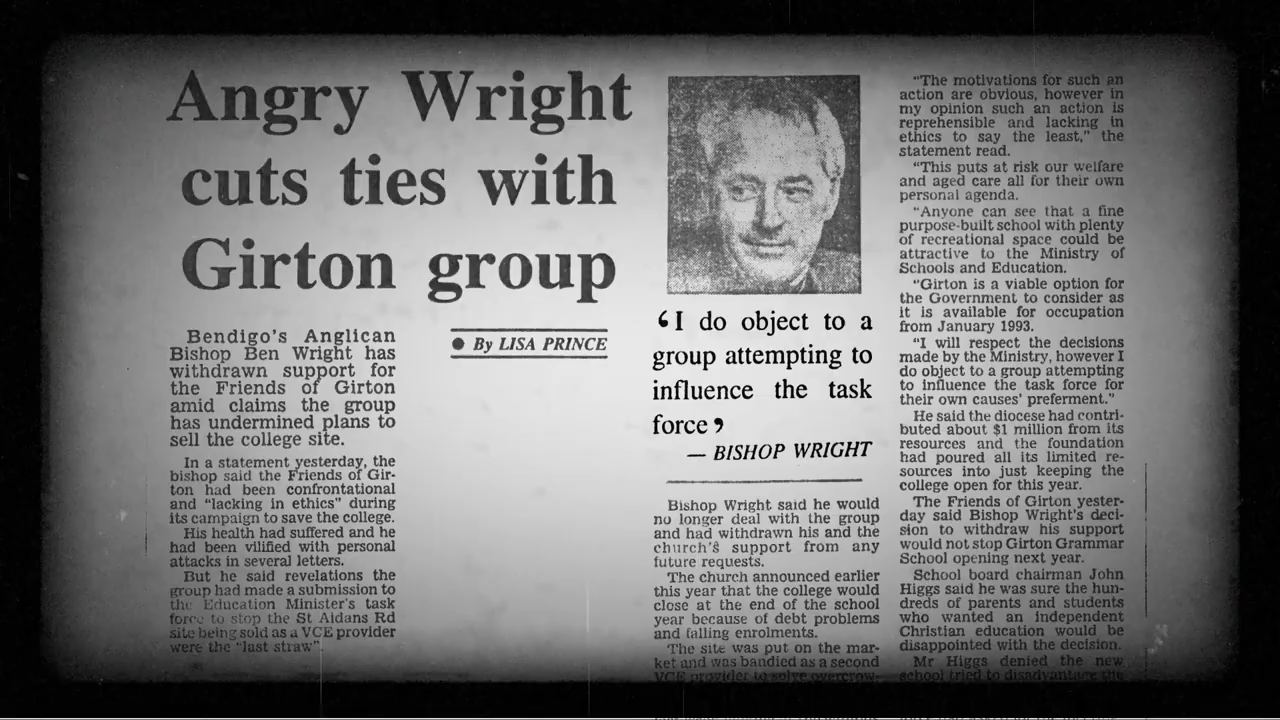 Angry Wright
cuts ties with
Girton group
Bendigo's Anglican
Bishop Ben Wright has
withdrawn support for
the Friends of Girton
amid claims the group
has undermined plans to
sell the college site.
In a statement yesterday, the
bishop said the Friends of Gir-
ton had been confrontational
and "lacking in ethics" during
its campaign to save the college.
His health had suffered and he
had been vilified with personal
attacks in several letters.
But he said revelations the
group had made a submission to
the Education Minister's task
force to stop the St Aidans Rd
site being sold as a VCE provider
were the "last straw".
● By LISA PRINCE
‘I do object to a
group attempting to
influence the task
force’
— BISHOP WRIGHT
Bishop Wright said he would
no longer deal with the group
and had withdrawn his and the
church's support from any
future requests.
The church announced earlier
this year that the college would
close at the end of the school
year because of debt problems
and falling enrolments.
The site was put on the mar-
ket and was bandied as a second
VCE provider to solve overcrow-
"The motivations for such an
action are obvious, however in
my opinion such an action is
reprehensible and lacking in
ethics to say the least," the
statement read.
"This puts at risk our welfare
and aged care all for their own
personal agenda.
"Anyone can see that a fine
purpose-built school with plenty
of recreational space could be
attractive to the Ministry of
Schools and Education.
"Girton is a viable option for
the Government to consider as
it is available for occupation
from January 1993.
"I will respect the decisions
made by the Ministry, however I
do object to a group attempting
to influence the task force for
their own causes' preferment."
He said the diocese had contri-
buted about $1 million from its
resources and the foundation
had poured all its limited re-
sources into just keeping the
college open for this year.
The Friends of Girton yester-
day said Bishop Wright's deci-
sion to withdraw his support
would not stop Girton Grammar
School opening next year.
School board chairman John
Higgs said he was sure the hun-
dreds of parents and students
who wanted an independent
Christian education would be
disappointed with the decision.
Mr Higgs denied the new
school tried to disadvantage the